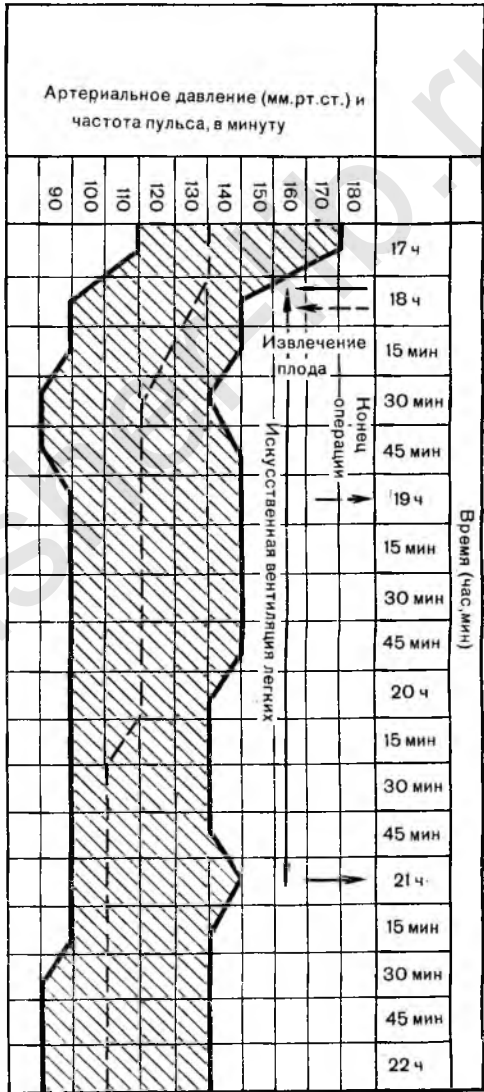 Артериальное давление (мм.рт.ст.) и
частота пульса, в минуту
90
100
110
120
130
140
150
160
170
180
Время (час, мин)
17 ч
18 ч
15 мин
30 мин
45 мин
19 ч
15 мин
30 мин
45 мин
20 ч
15 мин
30 мин
45 мин
21 ч
15 мин
30 мин
45 мин
22 ч
Извлечение
плода
Конец
операции
Искусственная вентиляция легких